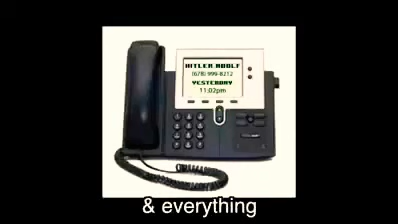 HITLER ADOLF
(678) 999-8212
YESTERDAY
11:02pm
& everything